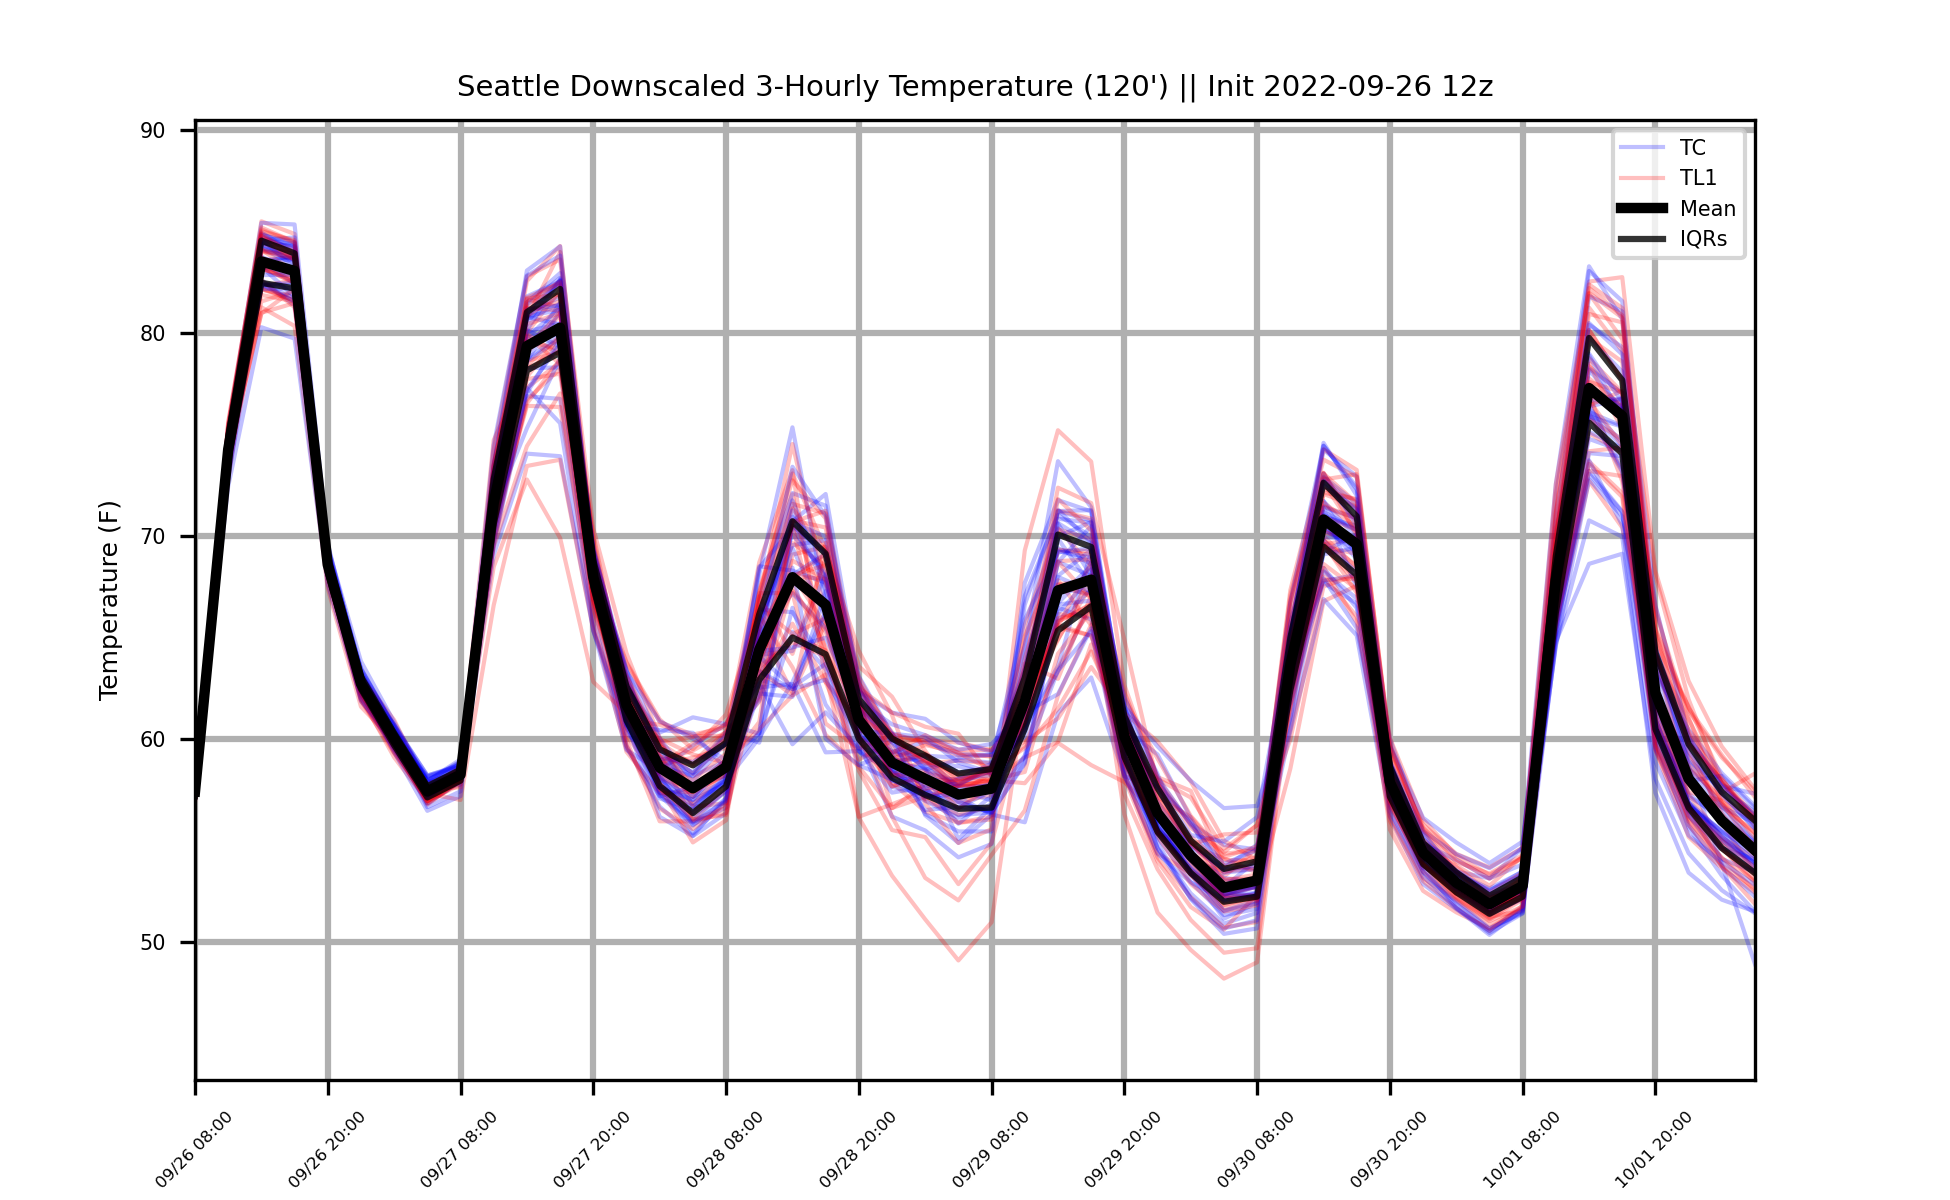 Seattle Downscaled 3-Hourly Temperature (120') || Init 2022-09-26 12z
TC
TL1
Mean
IQRs
Temperature (F)
90
80
70
60
50
09/26 08:00
09/26 20:00
09/27 08:00
09/27 20:00
09/28 08:00
09/28 20:00
09/29 08:00
09/29 20:00
09/30 08:00
09/30 20:00
10/01 08:00
10/01 20:00